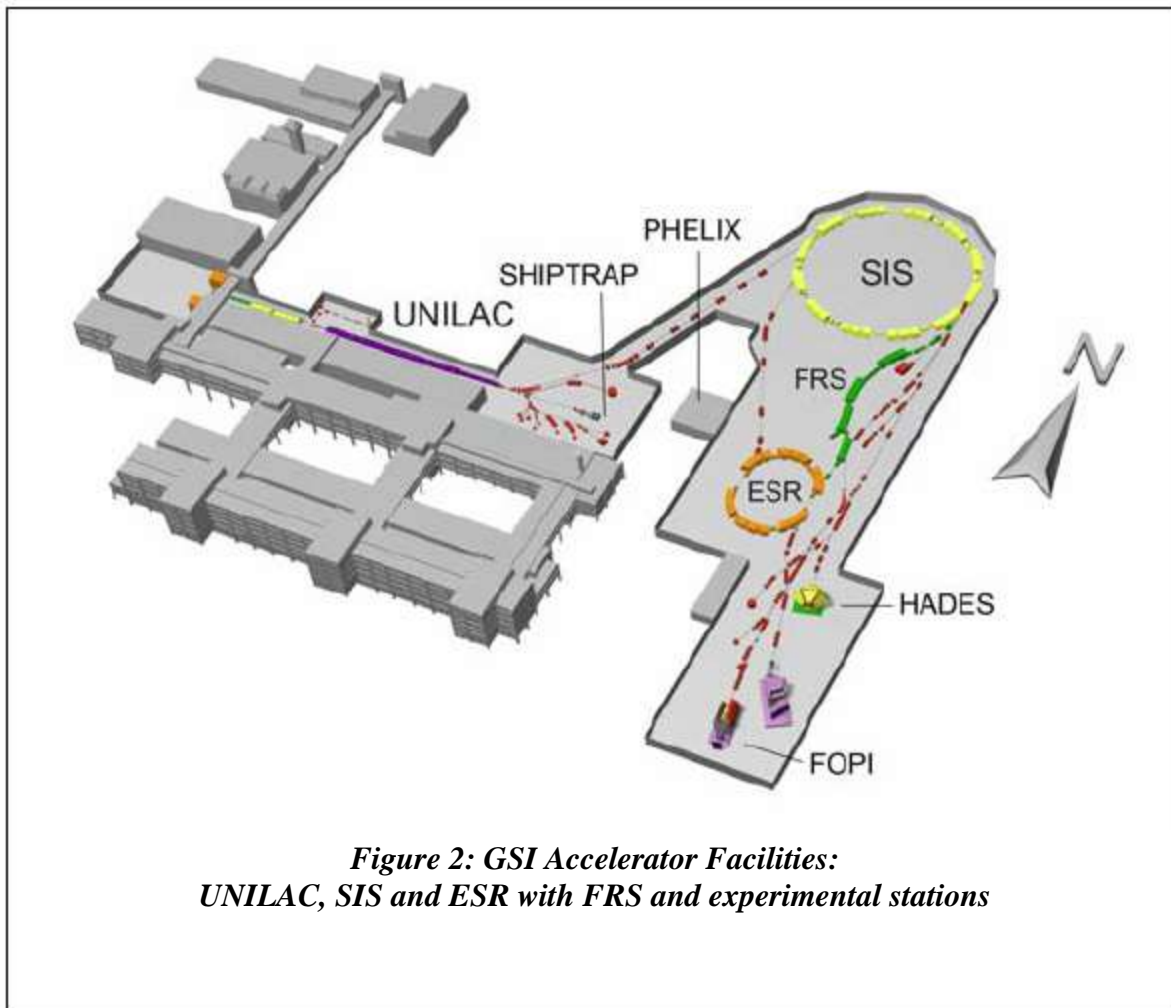 PHELIX
SHIPTRAP
SIS
UNILAC
N
FRS
ESR
HADES
FOPI
Figure 2: GSI Accelerator Facilities:
UNILAC, SIS and ESR with FRS and experimental stations